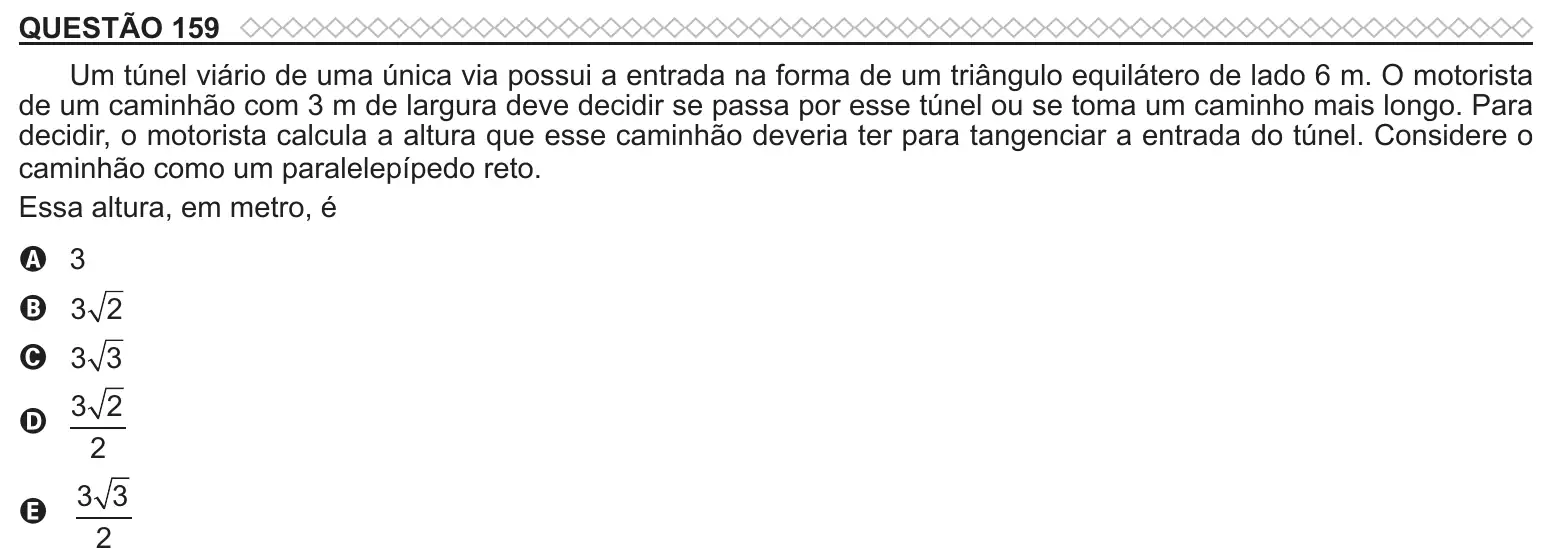 QUESTÃO 159
Um túnel viário de uma única via possui a entrada na forma de um triângulo equilátero de lado 6 m. O motorista
de um caminhão com 3 m de largura deve decidir se passa por esse túnel ou se toma um caminho mais longo. Para
decidir, o motorista calcula a altura que esse caminhão deveria ter para tangenciar a entrada do túnel. Considere o
caminhão como um paralelepípedo reto.
Essa altura, em metro, é
A 3
B 3√2
C 3√3
D 3√2/2
E 3√3/2